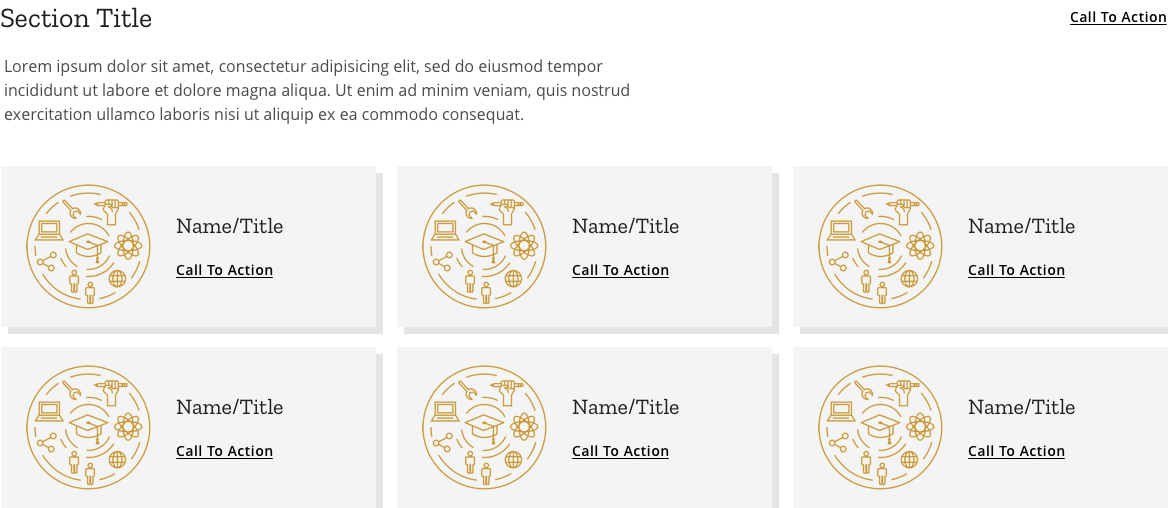 Section Title
Call To Action
Lorem ipsum dolor sit amet, consectetur adipisicing elit, sed do eiusmod tempor
incididunt ut labore et dolore magna aliqua. Ut enim ad minim veniam, quis nostrud
exercitation ullamco laboris nisi ut aliquip ex ea commodo consequat.
Name/Title
Call To Action
Name/Title
Call To Action
Name/Title
Call To Action
Name/Title
Call To Action
Name/Title
Call To Action
Name/Title
Call To Action